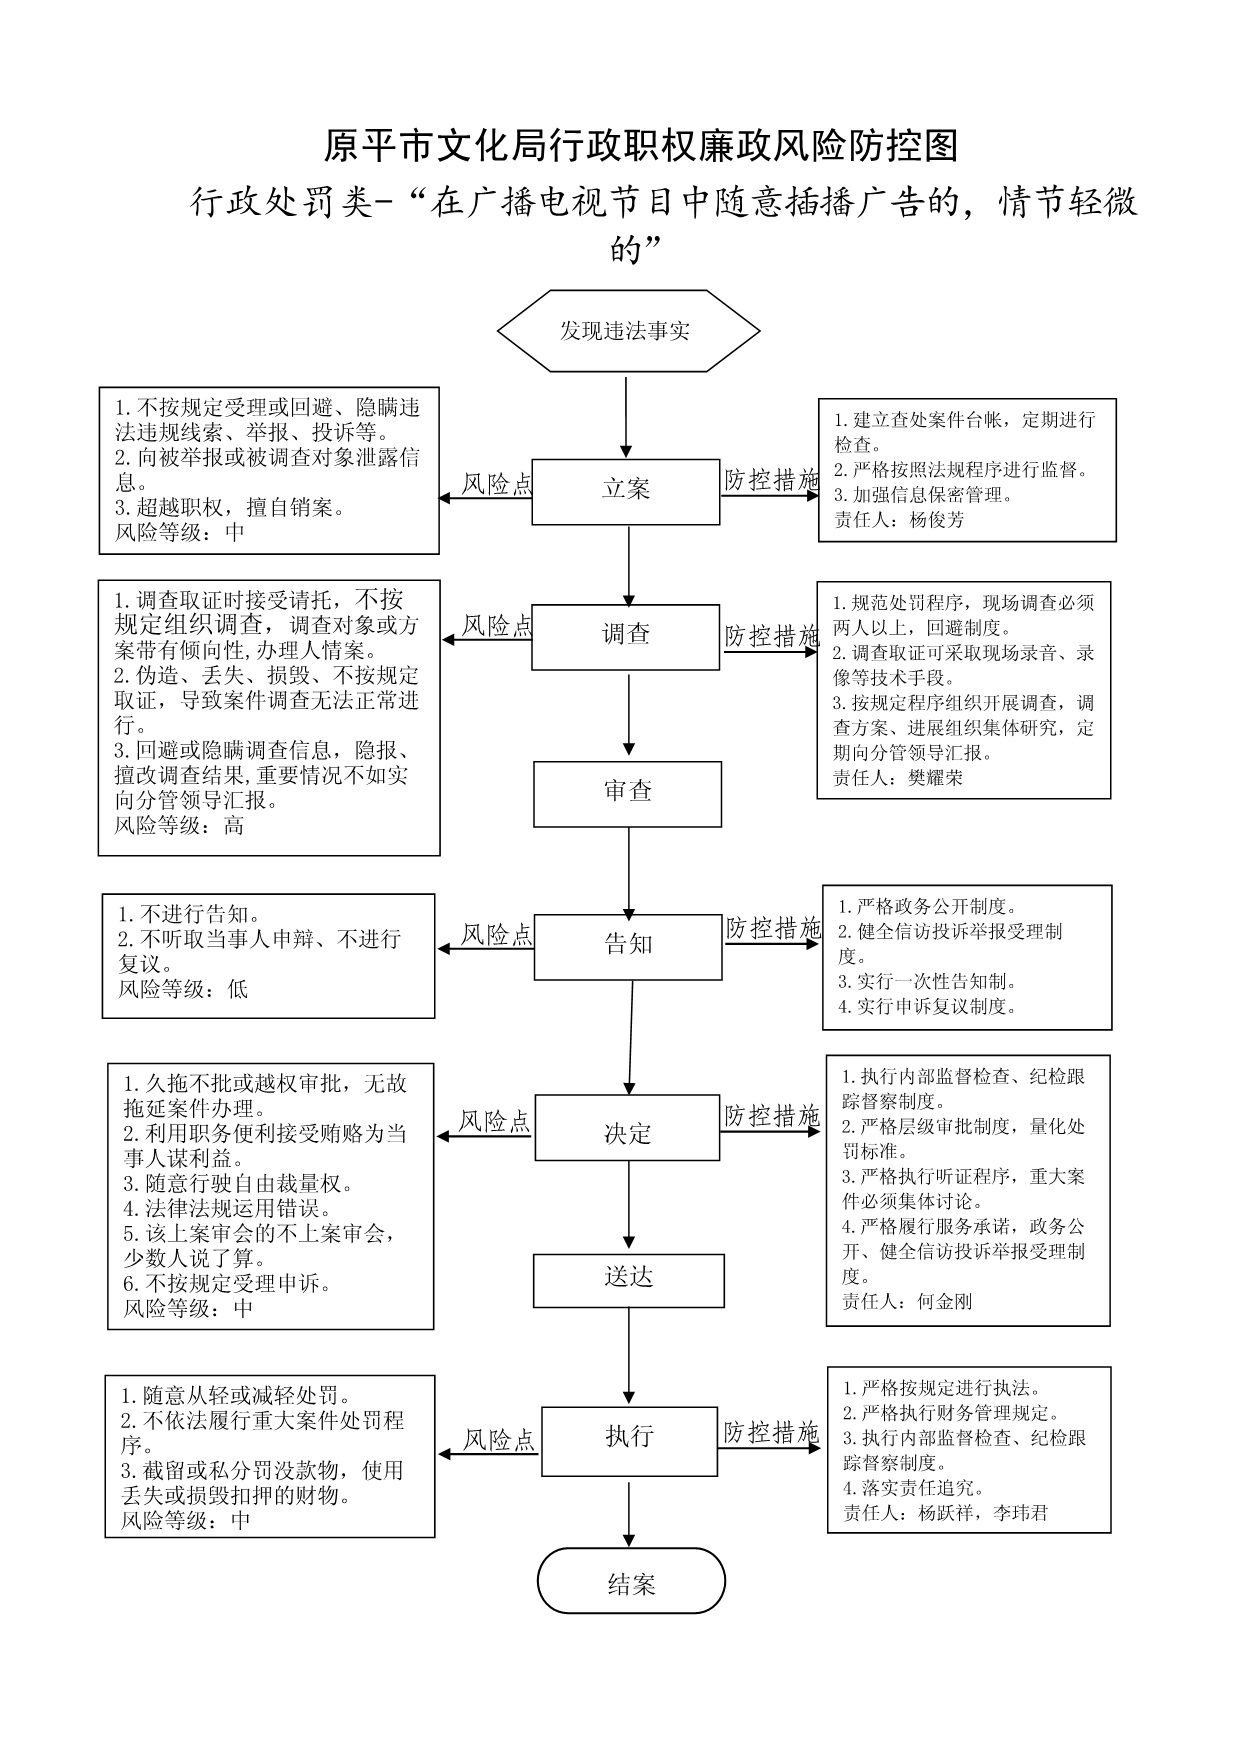 原平市文化局行政职权廉政风险防控图
行政处罚类-“在广播电视节目中随意插播广告的，情节轻微
的”
发现违法事实
1.不按规定受理或回避、隐瞒违
法违规线索、举报、投诉等。
2.向被举报或被调查对象泄露信
息。
3.超越职权，擅自销案。
风险等级：中
风险点
立案
防控措施
1.建立查处案件台帐，定期进行
检查。
2.严格按照法规程序进行监督。
3.加强信息保密管理。
责任人：杨俊芳
1.调查取证时接受请托，不按
规定组织调查，调查对象或方
案带有倾向性,办理人情案。
2.伪造、丢失、损毁、不按规定
取证，导致案件调查无法正常进
行。
3.回避或隐瞒调查信息，隐报、
擅改调查结果,重要情况不如实
向分管领导汇报。
风险等级：高
风险点
调查
防控措施
1.规范处罚程序，现场调查必须
两人以上，回避制度。
2.调查取证可采取现场录音、录
像等技术手段。
3.按规定程序组织开展调查，调
查方案、进展组织集体研究，定
期向分管领导汇报。
责任人：樊耀荣
审查
1.不进行告知。
2.不听取当事人申辩、不进行
复议。
风险等级：低
风险点
告知
防控措施
1.严格政务公开制度。
2.健全信访投诉举报受理制
度。
3.实行一次性告知制。
4.实行申诉复议制度。
1.久拖不批或越权审批，无故
拖延案件办理。
2.利用职务便利接受贿赂为当
事人谋利益。
3.随意行驶自由裁量权。
4.法律法规运用错误。
5.该上案审会的不上案审会，
少数人说了算。
6.不按规定受理申诉。
风险等级：中
风险点
决定
防控措施
1.执行内部监督检查、纪检跟
踪督察制度。
2.严格层级审批制度，量化处
罚标准。
3.严格执行听证程序，重大案
件必须集体讨论。
4.严格履行服务承诺，政务公
开、健全信访投诉举报受理制
度。
责任人：何金刚
送达
1.随意从轻或减轻处罚。
2.不依法履行重大案件处罚程
序。
3.截留或私分罚没款物，使用
丢失或损毁扣押的财物。
风险等级：中
风险点
执行
防控措施
1.严格按规定进行执法。
2.严格执行财务管理规定。
3.执行内部监督检查、纪检跟
踪督察制度。
4.落实责任追究。
责任人：杨跃祥，李玮君
结案